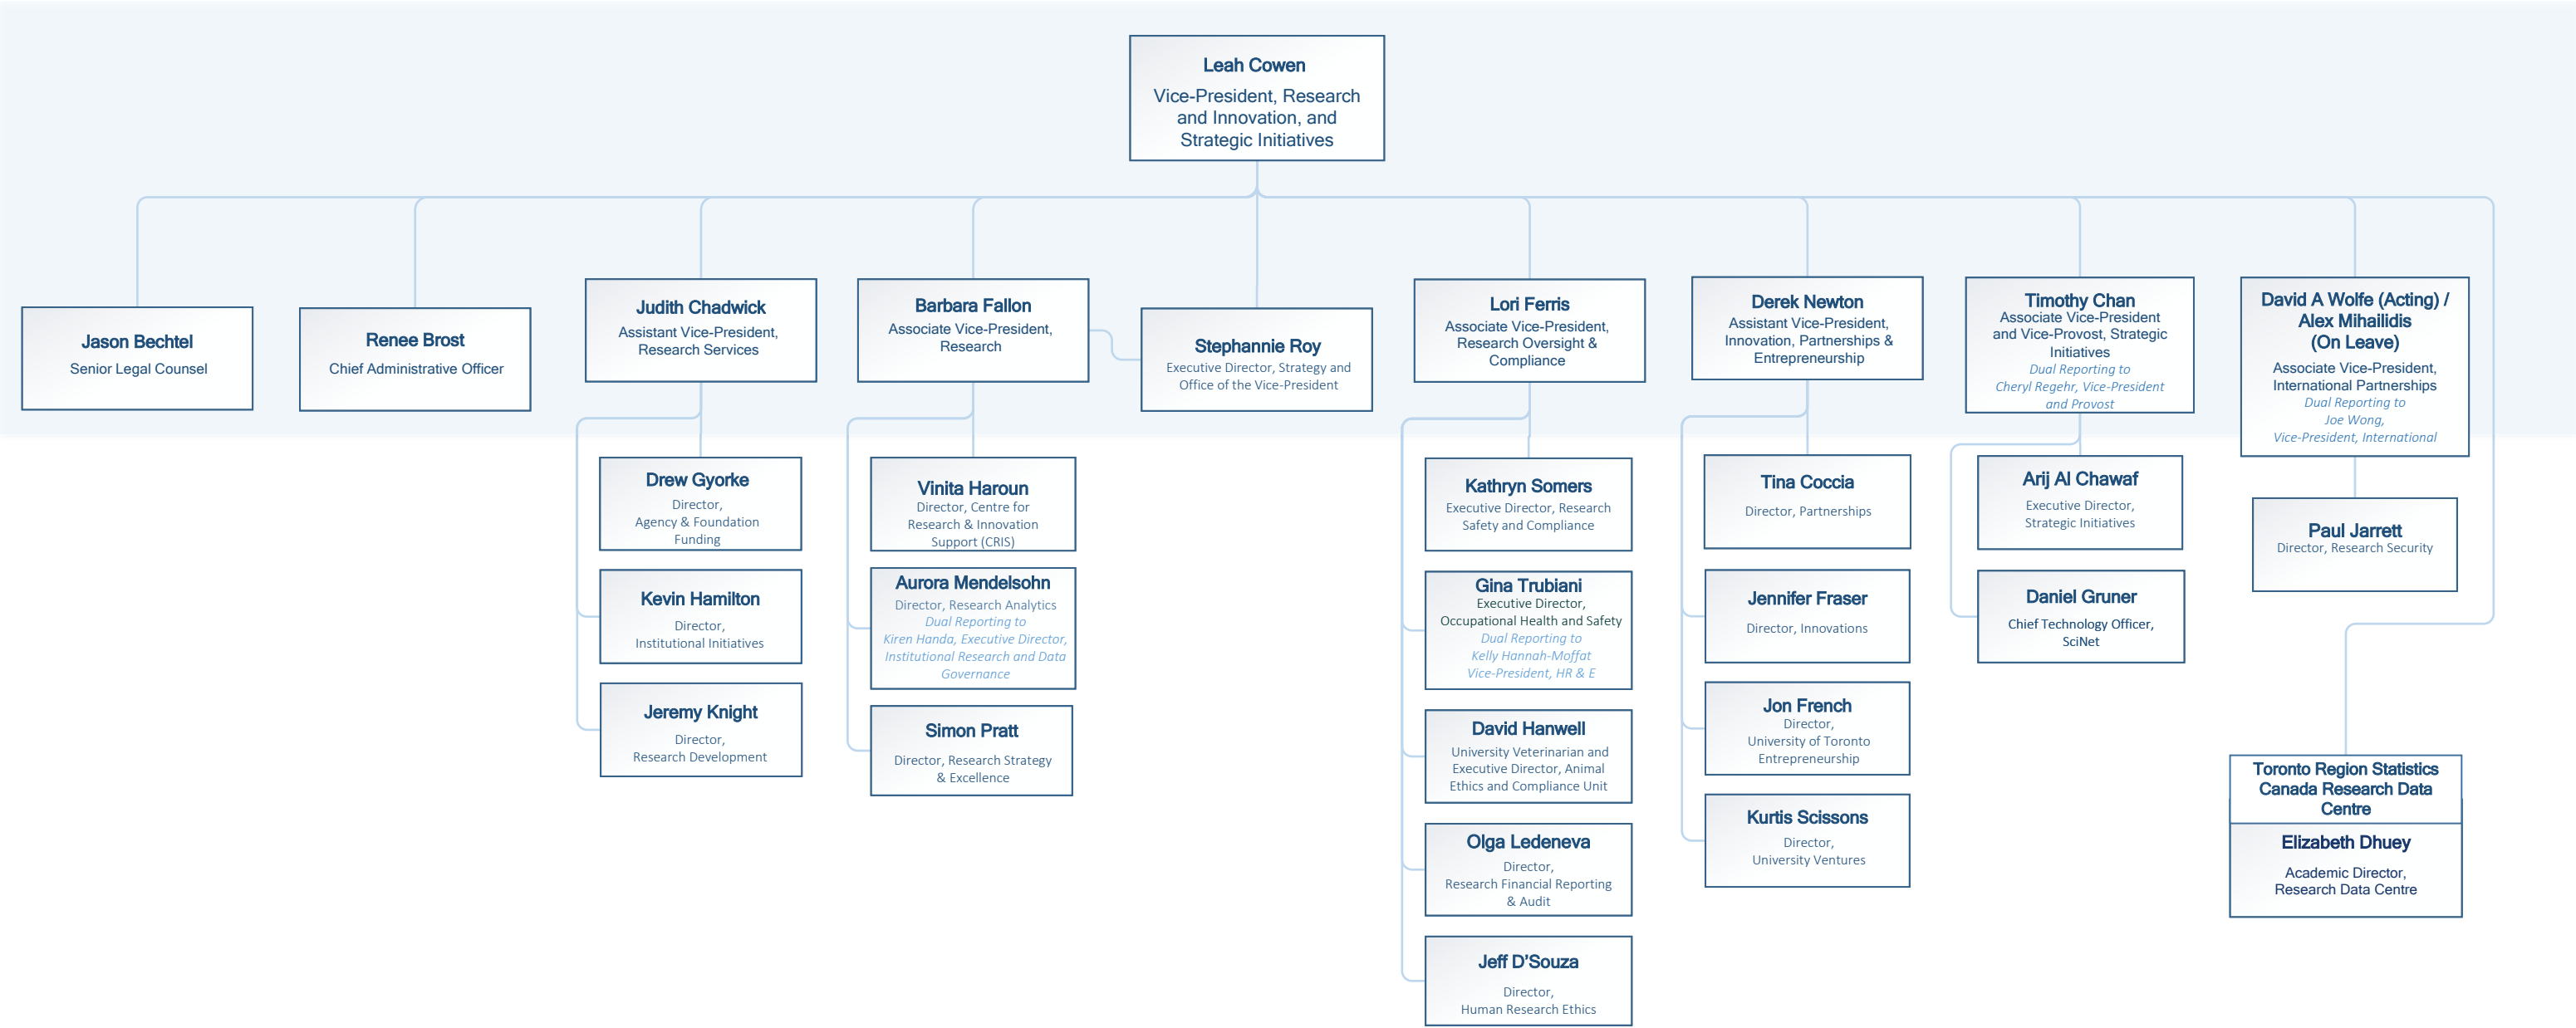 Leah Cowen
Vice-President, Research
and Innovation, and
Strategic Initiatives
Jason Bechtel
Senior Legal Counsel
Renee Brost
Chief Administrative Officer
Judith Chadwick
Assistant Vice-President,
Research Services
Barbara Fallon
Associate Vice-President,
Research
Stephannie Roy
Executive Director, Strategy and
Office of the Vice-President
Lori Ferris
Associate Vice-President,
Research Oversight &
Compliance
Derek Newton
Assistant Vice-President,
Innovation, Partnerships &
Entrepreneurship
Timothy Chan
Associate Vice-President
and Vice-Provost, Strategic
Initiatives
Dual Reporting to
Cheryl Regehr, Vice-President
and Provost
David A Wolfe (Acting) /
Alex Mihailidis
(On Leave)
Associate Vice-President,
International Partnerships
Dual Reporting to
Joe Wong,
Vice-President, International
Drew Gyorke
Director,
Agency & Foundation
Funding
Kevin Hamilton
Director,
Institutional Initiatives
Jeremy Knight
Director,
Research Development
Vinita Haroun
Director, Centre for
Research & Innovation
Support (CRIS)
Aurora Mendelsohn
Director, Research Analytics
Dual Reporting to
Kiren Handa, Executive Director,
Institutional Research and Data
Governance
Simon Pratt
Director, Research Strategy
& Excellence
Kathryn Somers
Executive Director, Research
Safety and Compliance
Gina Trubiani
Executive Director,
Occupational Health and Safety
Dual Reporting to
Kelly Hannah-Moffat
Vice-President, HR & E
David Hanwell
University Veterinarian and
Executive Director, Animal
Ethics and Compliance Unit
Olga Ledeneva
Director,
Research Financial Reporting
& Audit
Jeff D'Souza
Director,
Human Research Ethics
Tina Coccia
Director, Partnerships
Jennifer Fraser
Director, Innovations
Jon French
Director,
University of Toronto
Entrepreneurship
Kurtis Scissons
Director,
University Ventures
Arij Al Chawaf
Executive Director,
Strategic Initiatives
Daniel Gruner
Chief Technology Officer,
SciNet
Paul Jarrett
Director, Research Security
Toronto Region Statistics
Canada Research Data
Centre
Elizabeth Dhuey
Academic Director,
Research Data Centre